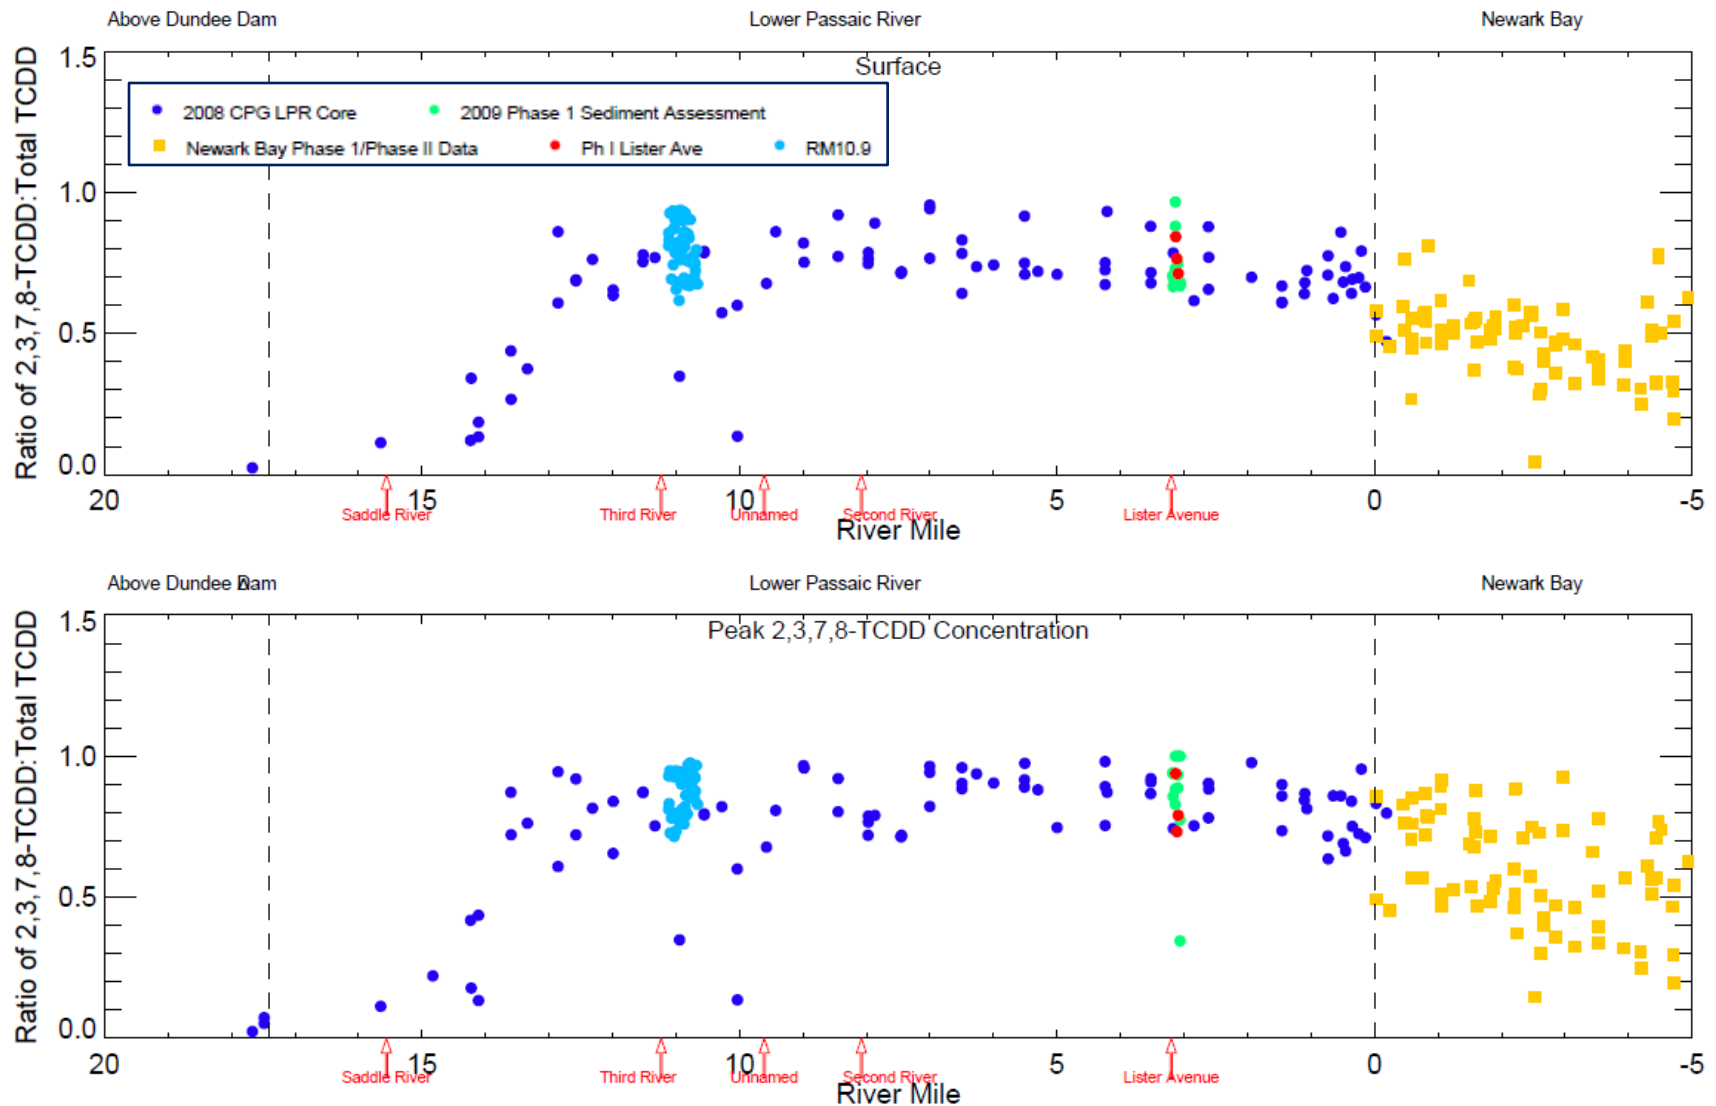 Above Dundee Dam Lower Passaic River Newark Bay
Surface
2008 CPG LPR Core 2009 Phase 1 Sediment Assessment
Newark Bay Phase 1/Phase II Data Ph I Lister Ave RM10.9
Ratio of 2,3,7,8-TCDD:Total TCDD
1.5
1.0
0.5
0.0
20 15 10 5 0 -5
Saddle River Third River Unnamed Second River Lister Avenue
River Mile
Above Dundee Dam Lower Passaic River Newark Bay
Peak 2,3,7,8-TCDD Concentration
Ratio of 2,3,7,8-TCDD:Total TCDD
1.5
1.0
0.5
0.0
20 15 10 5 0 -5
Saddle River Third River Unnamed Second River Lister Avenue
River Mile